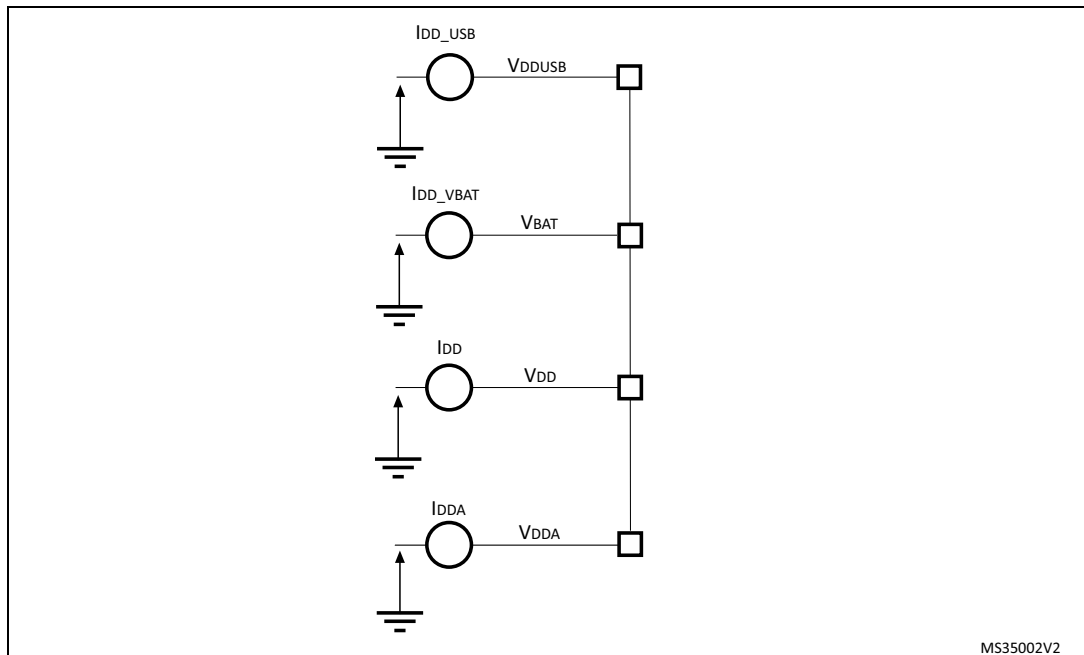 IDD_USB
VDDUSB
IDD_VBAT
VBAT
IDD
VDD
IDDA
VDDA
MS35002V2